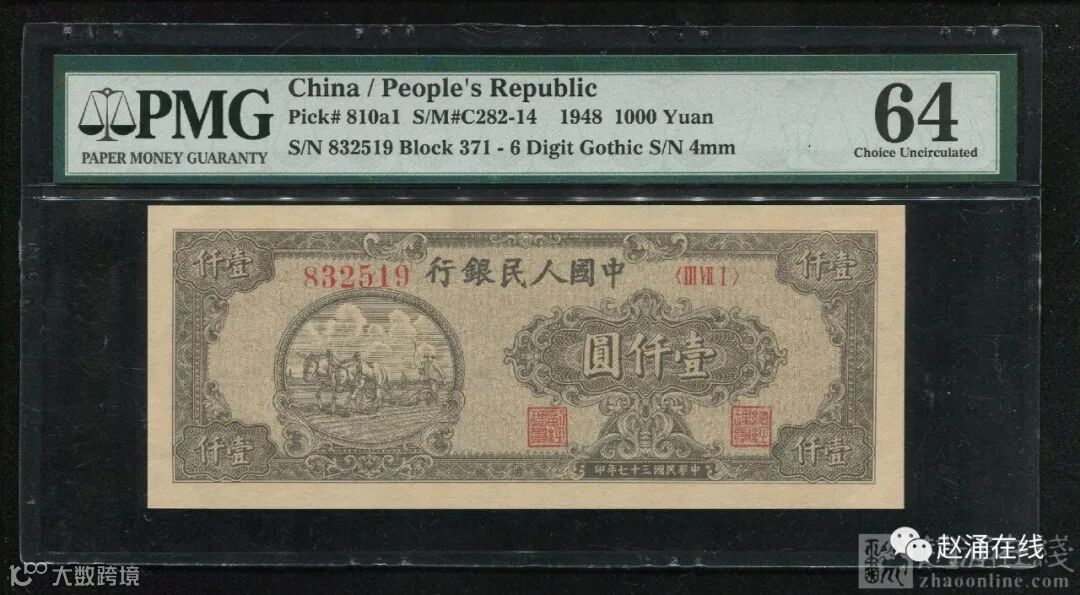 PMG
PAPER MONEY GUARANTY
China / People's Republic
Pick# 810a1 S/M#C282-14 1948 1000 Yuan
S/N 832519 Block 371 - 6 Digit Gothic S/N 4mm
64
Choice Uncirculated
仟壹
仟壹
832519
行銀民人國中
〈III VII I〉
圓仟壹
仟壹
仟壹
印年七十三國民華中
赵涌在线
zhaoonline.com
大数跨境